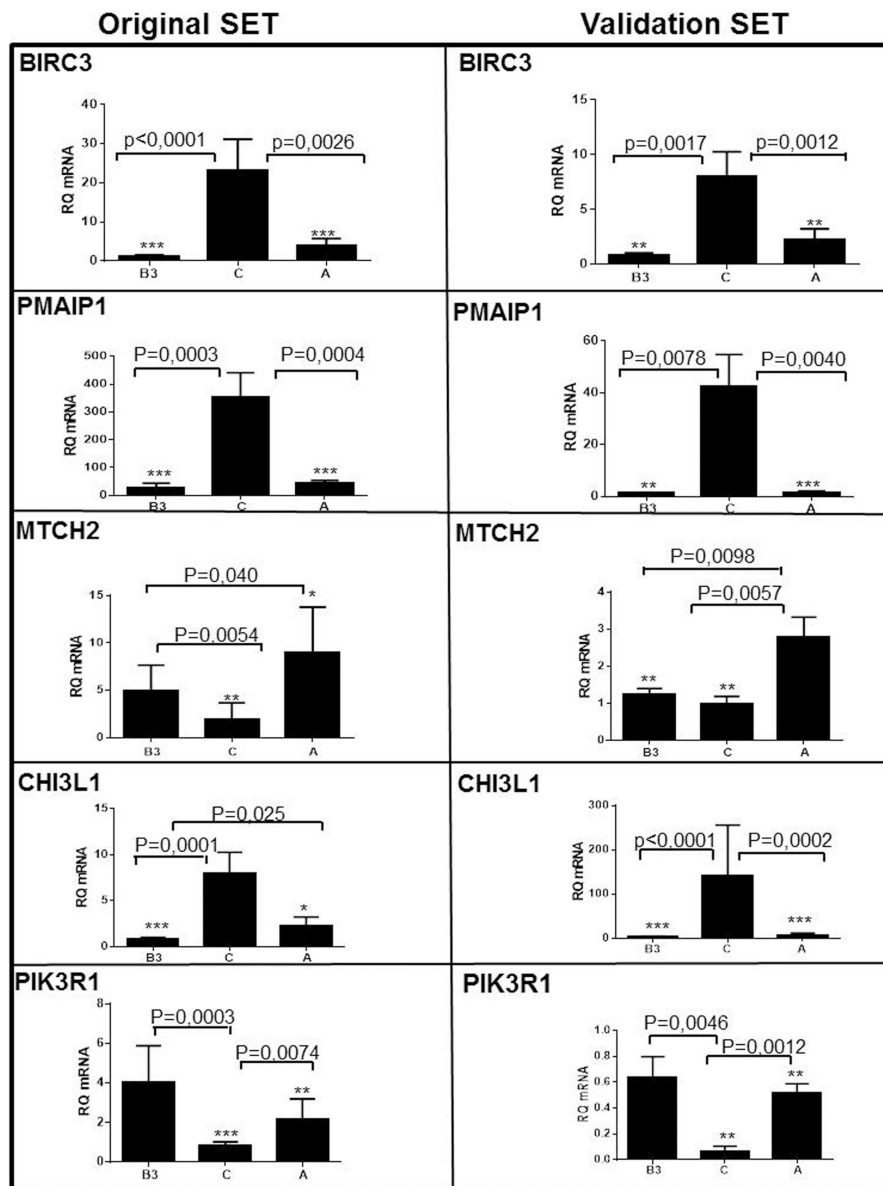 Original SET
Validation SET
BIRC3
RQ mRNA
40
30
20
10
0
p<0,0001
p=0,0026
***
***
B3 C A
BIRC3
RQ mRNA
15
10
5
0
p=0,0017
p=0,0012
**
**
B3 C A
PMAIP1
RQ mRNA
500
400
300
200
100
0
P=0,0003
P=0,0004
***
***
B3 C A
PMAIP1
RQ mRNA
60
40
20
0
P=0,0078
P=0,0040
**
***
B3 C A
MTCH2
RQ mRNA
15
10
5
0
P=0,040
P=0,0054
*
**
B3 C A
MTCH2
RQ mRNA
4
3
2
1
0
P=0,0098
P=0,0057
**
**
B3 C A
CHI3L1
RQ mRNA
15
10
5
0
P=0,025
P=0,0001
***
*
B3 C A
CHI3L1
RQ mRNA
300
200
100
0
p<0,0001
P=0,0002
***
***
B3 C A
PIK3R1
RQ mRNA
8
6
4
2
0
P=0,0003
P=0,0074
***
**
B3 C A
PIK3R1
RQ mRNA
1.0
0.8
0.6
0.4
0.2
0.0
P=0,0046
P=0,0012
**
**
B3 C A